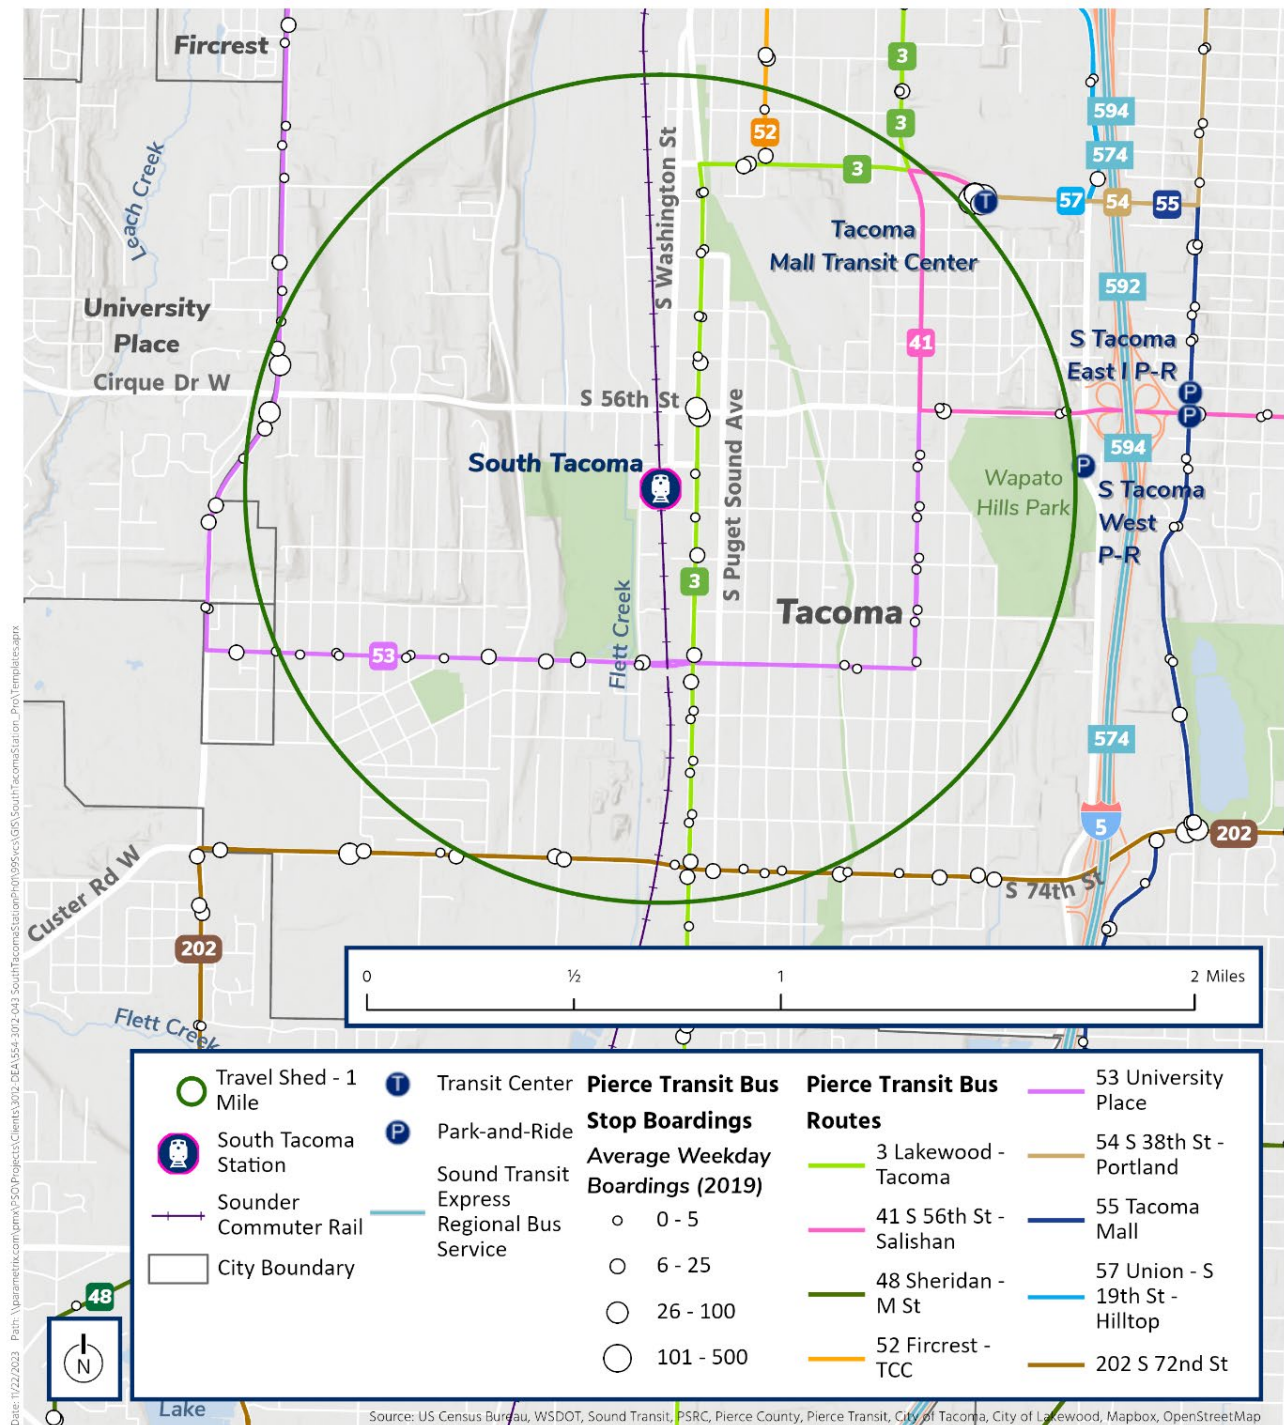 Fircrest
3
594
52
3
574
Leach Creek
S Washington St
3
57
54
55
Tacoma
Mall Transit Center
592
University
Place
Cirque Dr W
41
S Tacoma
East I P-R
S 56th St
594
South Tacoma
S Puget Sound Ave
Wapato
Hills Park
S Tacoma
West
P-R
3
Flett Creek
Tacoma
53
574
5
202
Custer Rd W
S 74th St
202
0
½
1
2 Miles
Flett Creek
Travel Shed - 1
Mile
South Tacoma
Station
Sounder
Commuter Rail
City Boundary
T Transit Center
P Park-and-Ride
Sound Transit
Express
Regional Bus
Service
Pierce Transit Bus
Stop Boardings
Average Weekday
Boardings (2019)
0 - 5
6 - 25
26 - 100
101 - 500
Pierce Transit Bus
Routes
3 Lakewood -
Tacoma
41 S 56th St -
Salishan
48 Sheridan -
M St
52 Fircrest -
TCC
53 University
Place
54 S 38th St -
Portland
55 Tacoma
Mall
57 Union - S
19th St -
Hilltop
202 S 72nd St
48
N
Lake
Source: US Census Bureau, WSDOT, Sound Transit, PSRC, Pierce County, Pierce Transit, City of Tacoma, City of Lakewood, Mapbox, OpenStreetMap